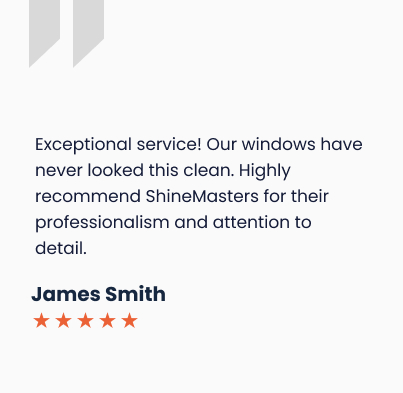 Exceptional service! Our windows have
never looked this clean. Highly
recommend ShineMasters for their
professionalism and attention to
detail.
James Smith